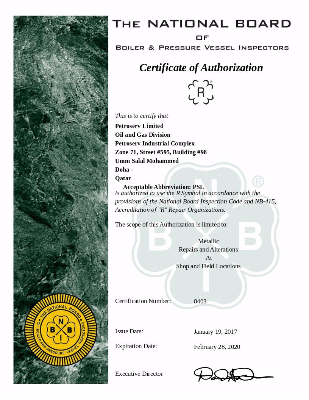 THE NATIONAL BOARD
OF
BOILER & PRESSURE VESSEL INSPECTORS
Certificate of Authorization
R
This is to certify that
Petroserv Limited
Oil and Gas Division
Petroserv Industrial Complex
Zone 71, Street #595, Building #98
Umm Salal Mohammed
Doha -
Qatar
Acceptable Abbreviation: PSL
is authorized to use the R Symbol in accordance with the
provisions of the National Board Inspection Code and NB-415,
Accreditation of "R" Repair Organizations.
The scope of this Authorization is limited to:
Metallic
Repairs and Alterations
At
Shop and Field Locations
N
B B
I
Certification Number:
Issue Date: January 19, 2017
Expiration Date: February 28, 2020
Executive Director